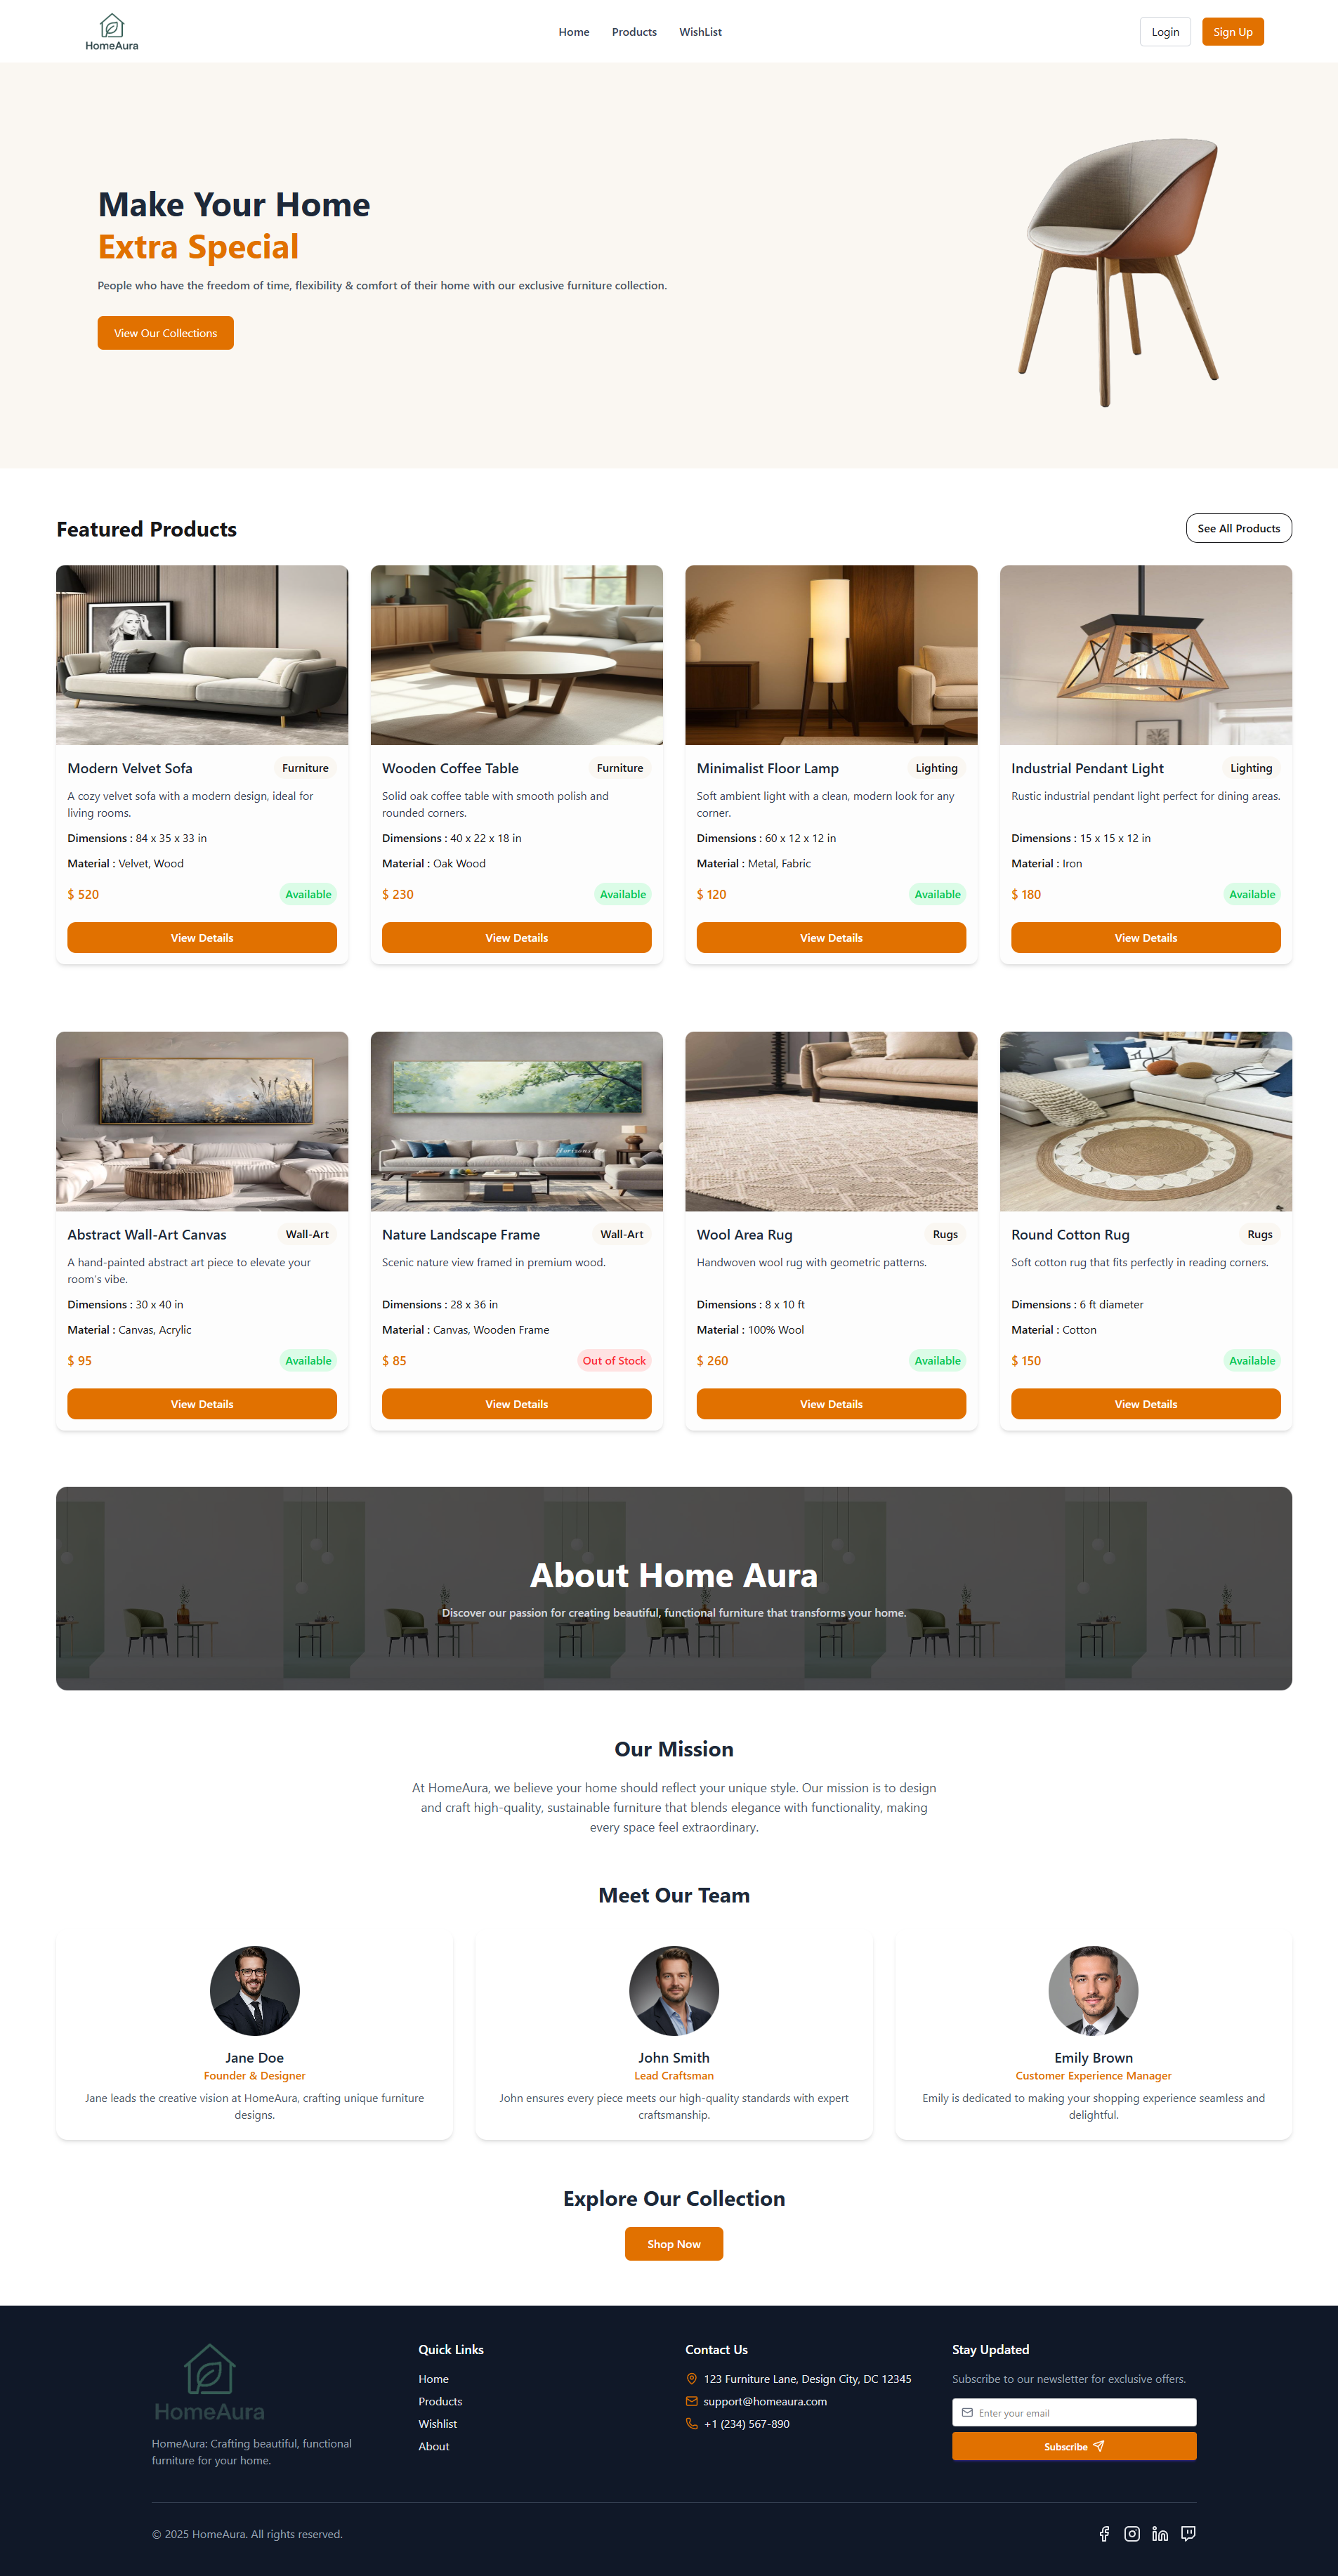 HomeAura
Home
Products
WishList
Login
Sign Up
Make Your Home
Extra Special
People who have the freedom of time, flexibility & comfort of their home with our exclusive furniture collection.
View Our Collections
Featured Products
See All Products
Modern Velvet Sofa
Furniture
A cozy velvet sofa with a modern design, ideal for
living rooms.
Dimensions : 84 x 35 x 33 in
Material : Velvet, Wood
$ 520
Available
View Details
Wooden Coffee Table
Furniture
Solid oak coffee table with smooth polish and
rounded corners.
Dimensions : 40 x 22 x 18 in
Material : Oak Wood
$ 230
Available
View Details
Minimalist Floor Lamp
Lighting
Soft ambient light with a clean, modern look for any
corner.
Dimensions : 60 x 12 x 12 in
Material : Metal, Fabric
$ 120
Available
View Details
Industrial Pendant Light
Lighting
Rustic industrial pendant light perfect for dining areas.
Dimensions : 15 x 15 x 12 in
Material : Iron
$ 180
Available
View Details
Abstract Wall-Art Canvas
Wall-Art
A hand-painted abstract art piece to elevate your
room's vibe.
Dimensions : 30 x 40 in
Material : Canvas, Acrylic
$ 95
Available
View Details
Horizons
Nature Landscape Frame
Wall-Art
Scenic nature view framed in premium wood.
Dimensions : 28 x 36 in
Material : Canvas, Wooden Frame
$ 85
Out of Stock
View Details
Wool Area Rug
Rugs
Handwoven wool rug with geometric patterns.
Dimensions : 8 x 10 ft
Material : 100% Wool
$ 260
Available
View Details
Round Cotton Rug
Rugs
Soft cotton rug that fits perfectly in reading corners.
Dimensions : 6 ft diameter
Material : Cotton
$ 150
Available
View Details
About Home Aura
Discover our passion for creating beautiful, functional furniture that transforms your home.
Our Mission
At HomeAura, we believe your home should reflect your unique style. Our mission is to design
and craft high-quality, sustainable furniture that blends elegance with functionality, making
every space feel extraordinary.
Meet Our Team
Jane Doe
Founder & Designer
Jane leads the creative vision at HomeAura, crafting unique furniture
designs.
John Smith
Lead Craftsman
John ensures every piece meets our high-quality standards with expert
craftsmanship.
Emily Brown
Customer Experience Manager
Emily is dedicated to making your shopping experience seamless and
delightful.
Explore Our Collection
Shop Now
HomeAura
HomeAura: Crafting beautiful, functional
furniture for your home.
Quick Links
Home
Products
Wishlist
About
Contact Us
123 Furniture Lane, Design City, DC 12345
support@homeaura.com
+1 (234) 567-890
Stay Updated
Subscribe to our newsletter for exclusive offers.
Enter your email
Subscribe
© 2025 HomeAura. All rights reserved.